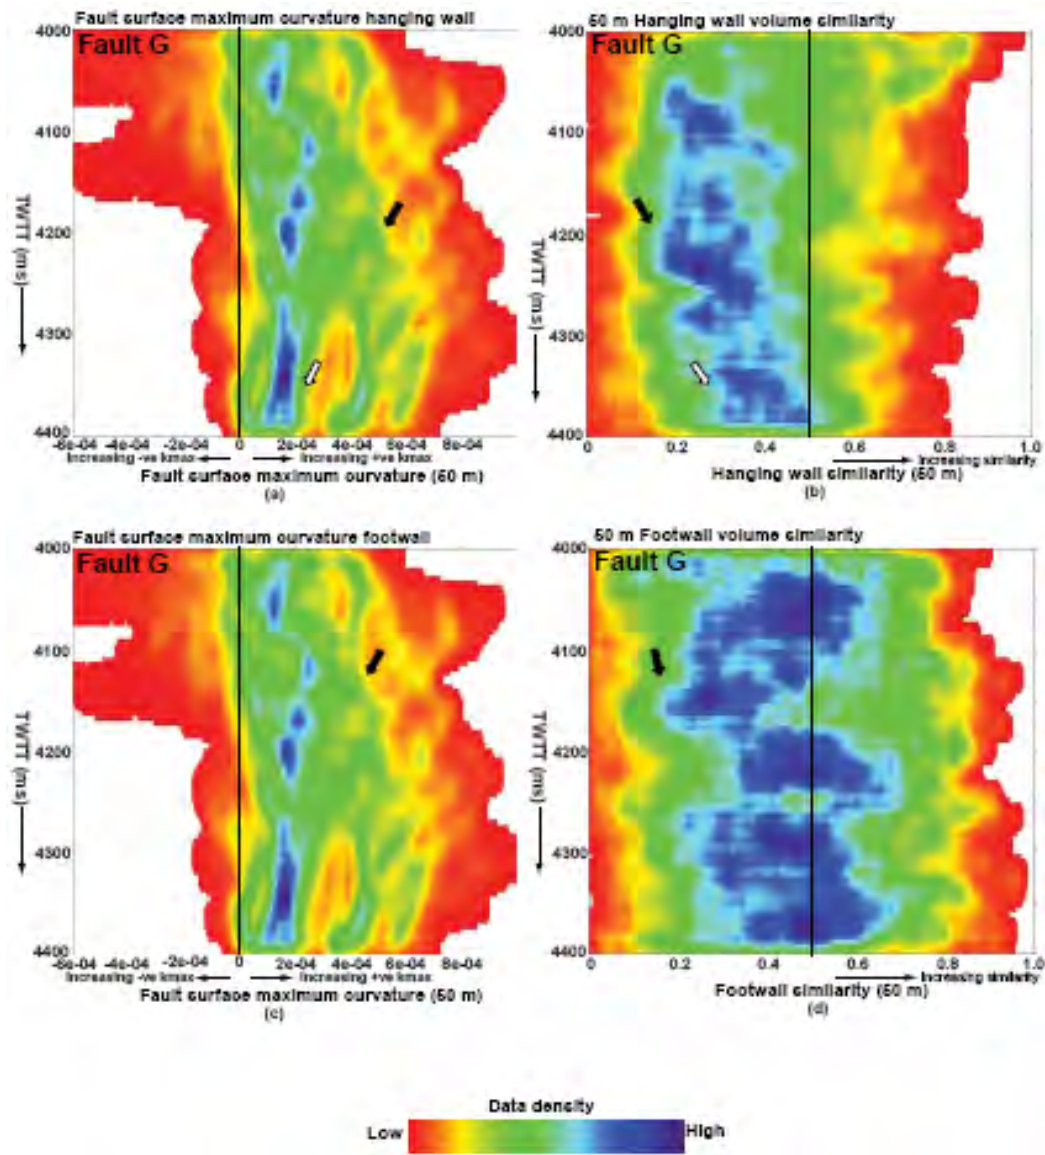 Fault surface maximum curvature hanging wall
Fault G
4000
4100
4200
4300
4400
TWTT (ms)
-6e-04 -4e-04 -2e-04 0 2e-04 4e-04 6e-04 8e-04
Increasing -ve kmax Increasing +ve kmax
Fault surface maximum curvature (50 m)
(a)
50 m Hanging wall volume similarity
Fault G
4000
4100
4200
4300
4400
TWTT (ms)
0 0.2 0.4 0.6 0.8 1.0
Increasing similarity
Hanging wall similarity (50 m)
(b)
Fault surface maximum curvature footwall
Fault G
4000
4100
4200
4300
4400
TWTT (ms)
-6e-04 -4e-04 -2e-04 0 2e-04 4e-04 6e-04 8e-04
Increasing -ve kmax Increasing +ve kmax
Fault surface maximum curvature (50 m)
(c)
50 m Footwall volume similarity
Fault G
4000
4100
4200
4300
4400
TWTT (ms)
0 0.2 0.4 0.6 0.8 1.0
Increasing similarity
Footwall similarity (50 m)
(d)
Data density
Low High